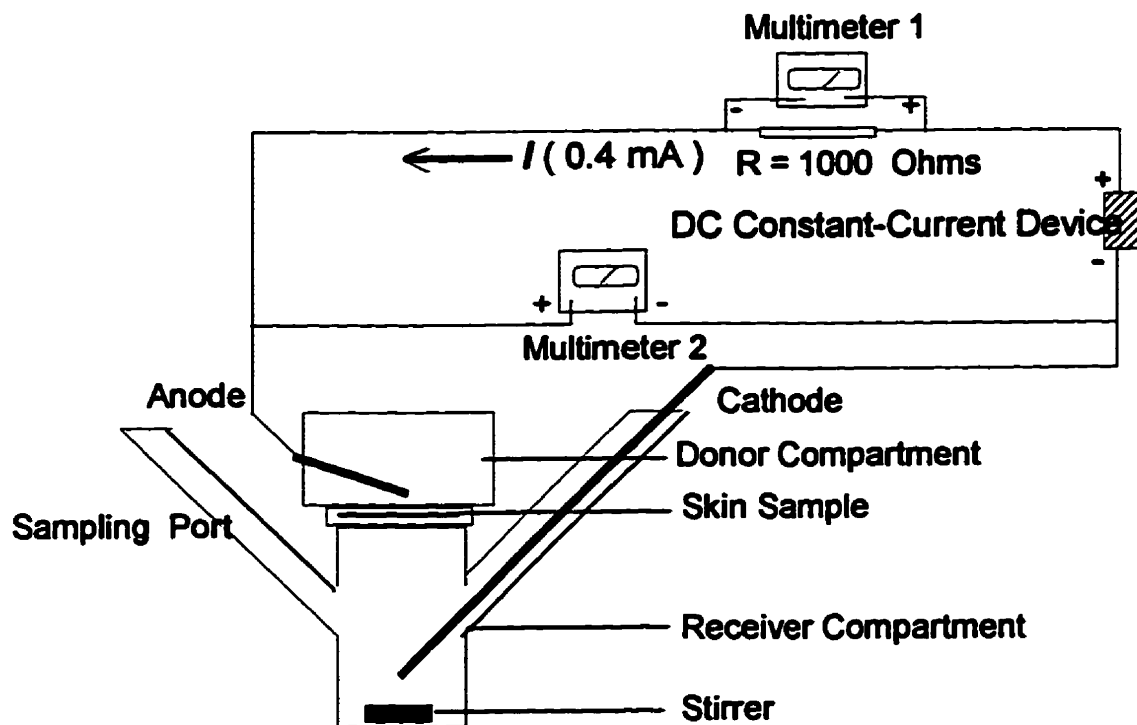 Multimeter 1
- +
I ( 0.4 mA )
R = 1000 Ohms
+
DC Constant-Current Device
-
+ -
Multimeter 2
Anode
Cathode
Donor Compartment
Skin Sample
Sampling Port
Receiver Compartment
Stirrer